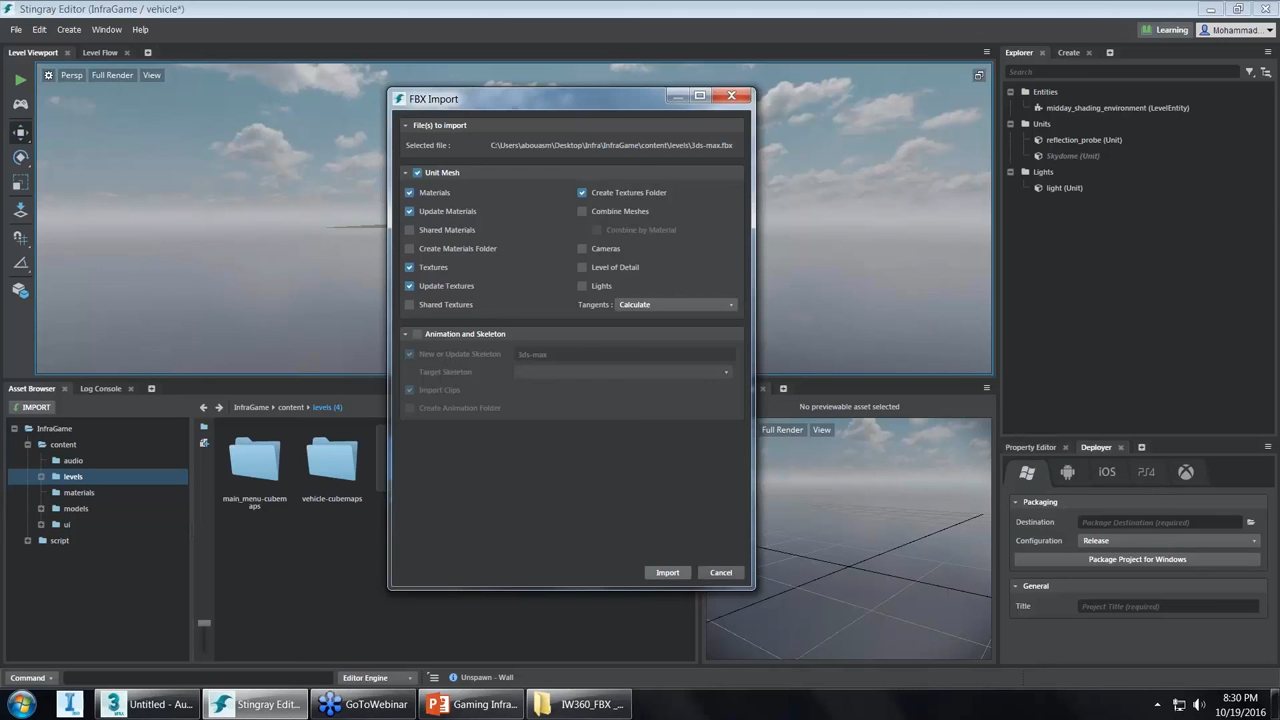 Stingray Editor (InfraGame / vehicle*)
File Edit Create Window Help
Learning Mohammad...
Level Viewport Level Flow
Persp Full Render View
Explorer Create
Search
Entities
midday_shading_environment (LevelEntity)
Units
reflection_probe (Unit)
Skydome (Unit)
Lights
light (Unit)
FBX Import
File(s) to import
Selected file : C:\Users\abouasm\Desktop\Infra\InfraGame\content\levels\3ds-max.fbx
Unit Mesh
Materials Create Textures Folder
Update Materials Combine Meshes
Shared Materials Combine by Material
Create Materials Folder Cameras
Textures Level of Detail
Update Textures Lights
Shared Textures Tangents : Calculate
Animation and Skeleton
New or Update Skeleton 3ds-max
Target Skeleton
Import Clips
Create Animation Folder
Import Cancel
Asset Browser Log Console
IMPORT
InfraGame content levels (4)
InfraGame
content
audio
levels
materials
models
ui
script
main_menu-cubem
aps
vehicle-cubemaps
No previewable asset selected
Full Render View
Property Editor Deployer
iOS
PS4
Packaging
Destination Package Destination (required)
Configuration Release
Package Project for Windows
General
Title Project Title (required)
Command Editor Engine Unspawn - Wall
Untitled - Au... Stingray Edit... GoToWebinar Gaming Infra... IW360_FBX _...
8:30 PM
10/19/2016